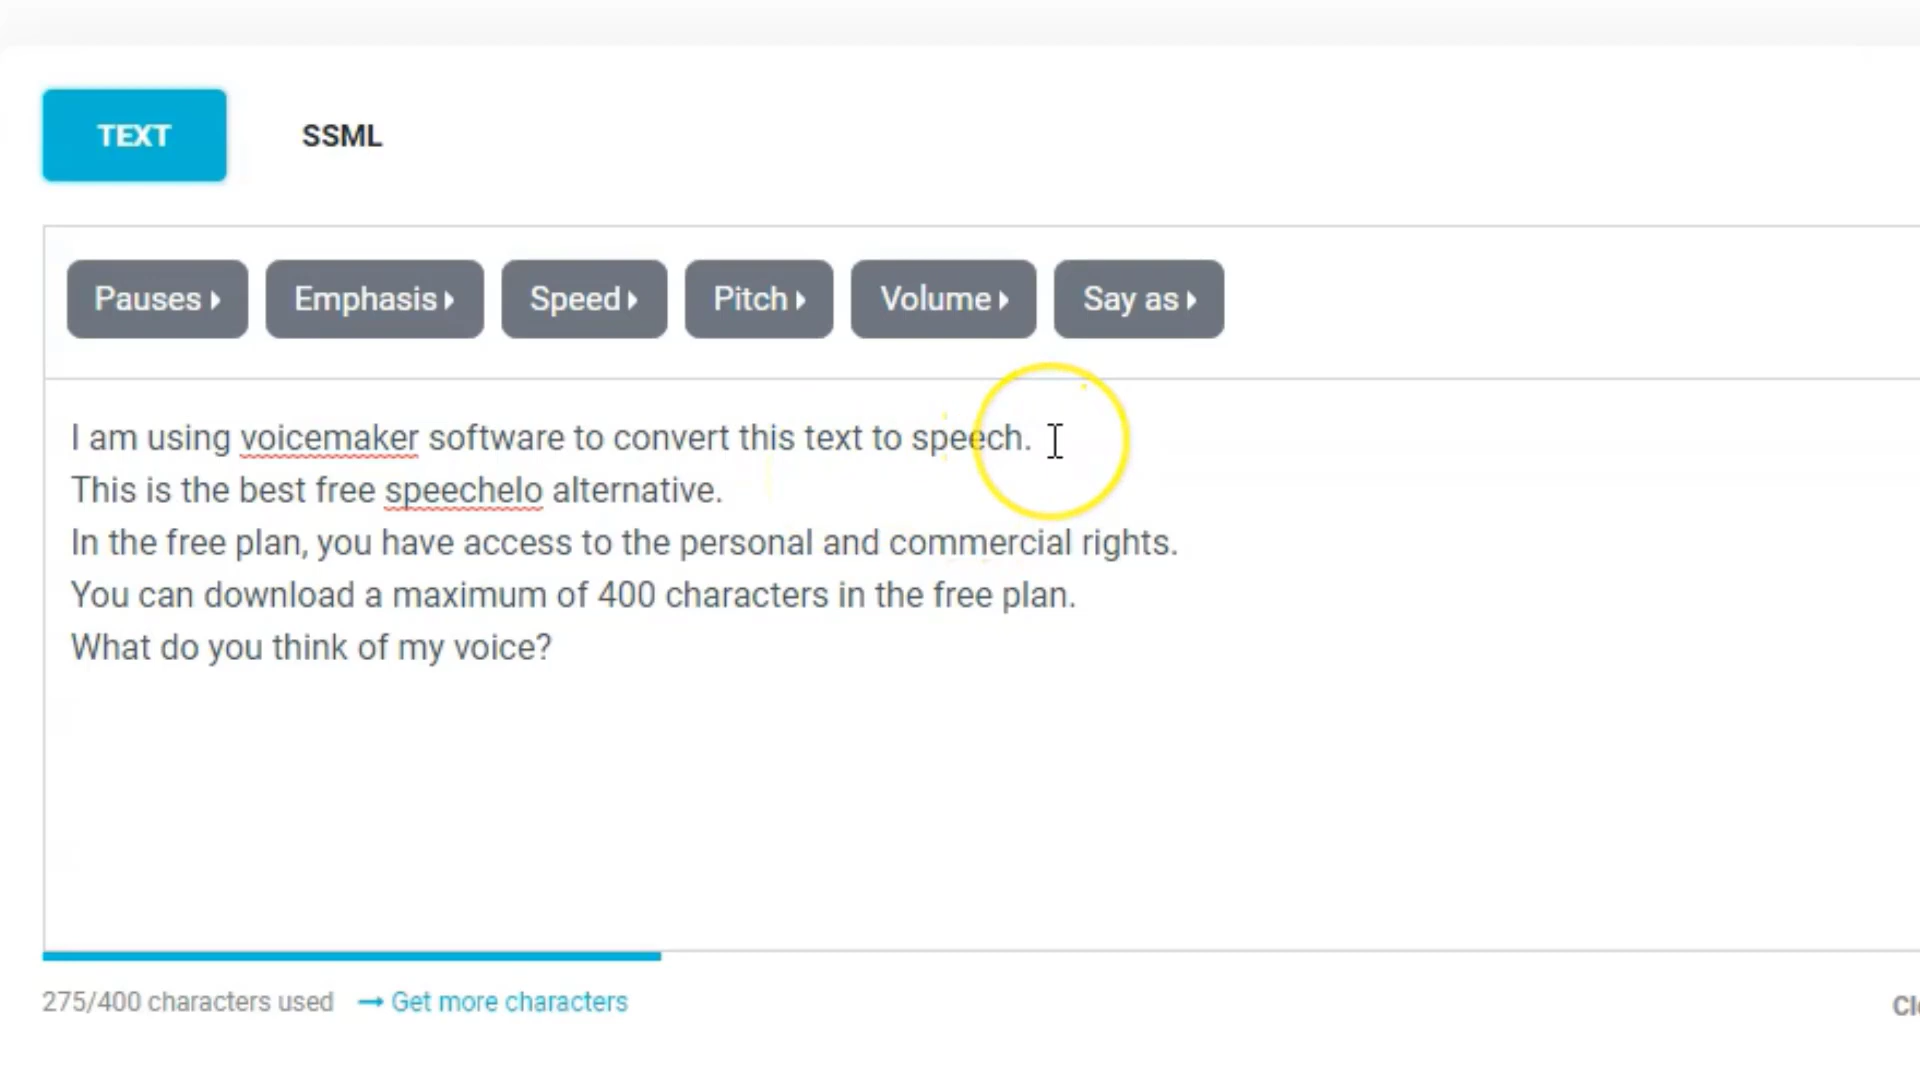 TEXT SSML
Pauses Emphasis Speed Pitch Volume Say as
I am using voicemaker software to convert this text to speech.
This is the best free speechelo alternative.
In the free plan, you have access to the personal and commercial rights.
You can download a maximum of 400 characters in the free plan.
What do you think of my voice?
275/400 characters used → Get more characters